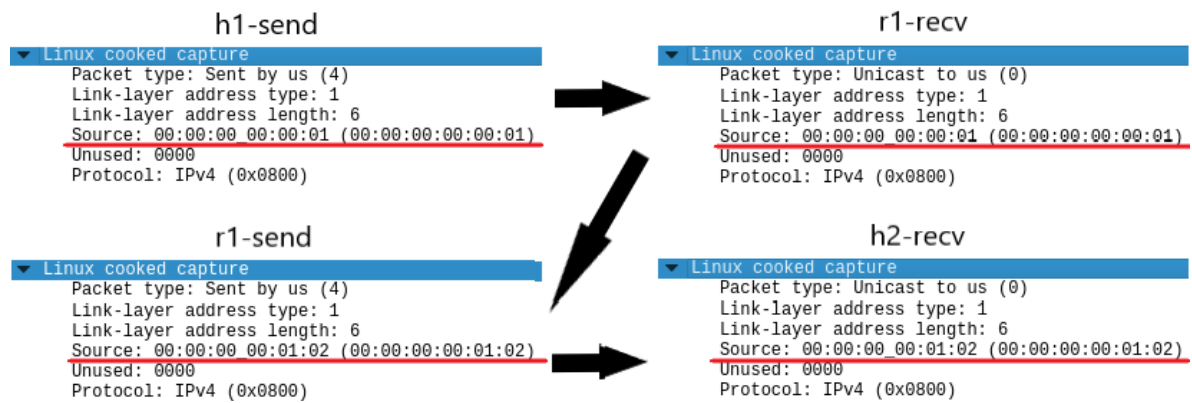 h1-send
Linux cooked capture
Packet type: Sent by us (4)
Link-layer address type: 1
Link-layer address length: 6
Source: 00:00:00_00:00:01 (00:00:00:00:00:01)
Unused: 0000
Protocol: IPv4 (0x0800)
r1-recv
Linux cooked capture
Packet type: Unicast to us (0)
Link-layer address type: 1
Link-layer address length: 6
Source: 00:00:00_00:00:01 (00:00:00:00:00:01)
Unused: 0000
Protocol: IPv4 (0x0800)
r1-send
Linux cooked capture
Packet type: Sent by us (4)
Link-layer address type: 1
Link-layer address length: 6
Source: 00:00:00_00:01:02 (00:00:00:00:01:02)
Unused: 0000
Protocol: IPv4 (0x0800)
h2-recv
Linux cooked capture
Packet type: Unicast to us (0)
Link-layer address type: 1
Link-layer address length: 6
Source: 00:00:00_00:01:02 (00:00:00:00:01:02)
Unused: 0000
Protocol: IPv4 (0x0800)